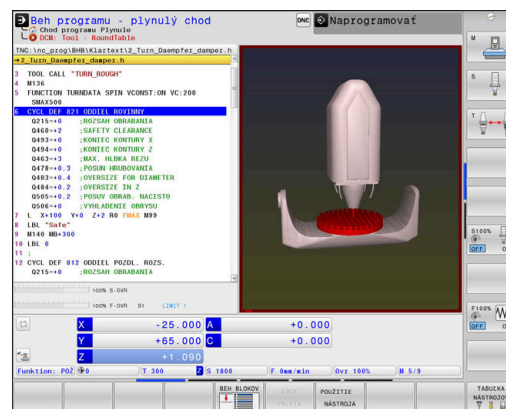 Beh programu - plynulý chod
Chod programu Plynule
DCM: Tool - RoundTable
DNC
Naprogramovať
TNC:\nc_prog\BHB\Klartext\2_Turn_Daempfer_damper.h
→2_Turn_Daempfer_damper.h
3 TOOL CALL "TURN_ROUGH"
4 M136
5 FUNCTION TURNDATA SPIN VCONST:ON VC:200
SMAX500
6 CYCL DEF 821 ODDIEL ROVINNY
Q215=+0 ;ROZSAH OBRABANIA
Q460=+2 ;SAFETY CLEARANCE
Q493=+0 ;KONIEC KONTURY X
Q494=+0 ;KONIEC KONTURY Z
Q463=+3 ;MAX. HLBKA REZU
Q478=+0.3 ;POSUN HRUBOVANIA
Q483=+0.4 ;OVERSIZE FOR DIAMETER
Q484=+0.2 ;OVERSIZE IN Z
Q505=+0.2 ;POSUV OBRAB. NACISTO
Q506=+0 ;VYHLADENIE OBRYSU
7 L X+100 Y+0 Z+2 R0 FMAX M99
8 LBL "Safe"
9 M140 MB+300
10 LBL 0
11 ;
12 CYCL DEF 812 POZDL. ROZS.
Q215=+0 ;ROZSAH OBRABANIA
100% S-OVR
100% F-OVR S1 LIMIT 1
X -25.000 A +0.000
Y +65.000 C +0.000
Z +1.090
Funktion: POŽ 0 T 300 Z S 1800 F 0mm/min Ovr 100% M 5/9
M
S
T
S100%
OFF
F100%
OFF
BEH BLOKOV
POUŽITIE
NÁSTROJA
TABUĽKA
NÁSTROJOV